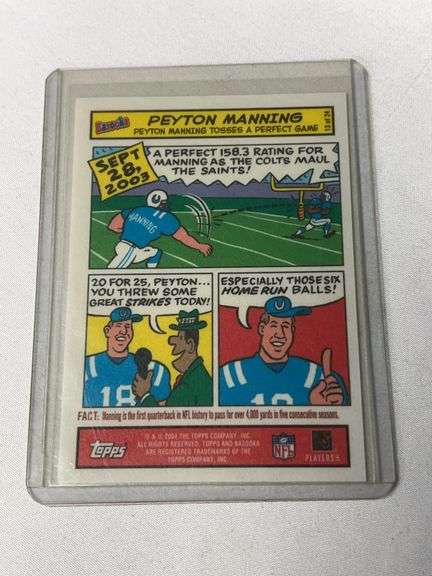 Bazooka
PEYTON MANNING
PEYTON MANNING TOSSES A PERFECT GAME
13 of 24
SEPT
28,
2003
A PERFECT 158.3 RATING FOR
MANNING AS THE COLTS MAUL
THE SAINTS!
MANNING
20 FOR 25, PEYTON...
YOU THREW SOME
GREAT STRIKES TODAY!
18
ESPECIALLY THOSE SIX
HOME RUN BALLS!
FACT: Manning is the first quarterback in NFL history to pass for over 4,000 yards in five consecutive seasons.
Topps
® & © 2004 THE TOPPS COMPANY, INC.
ALL RIGHTS RESERVED. TOPPS AND BAZOOKA
ARE REGISTERED TRADEMARKS OF THE
TOPPS COMPANY, INC.
NFL
PLAYERS